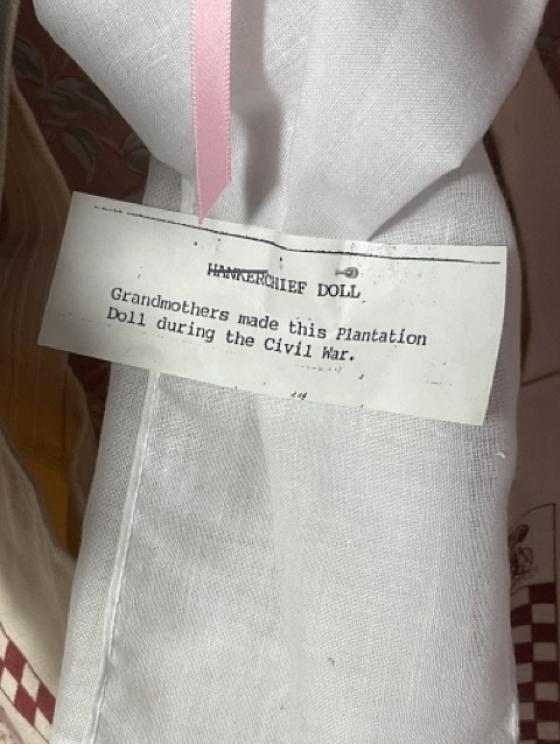 HANKERCHIEF DOLL
Grandmothers made this Plantation
Doll during the Civil War.